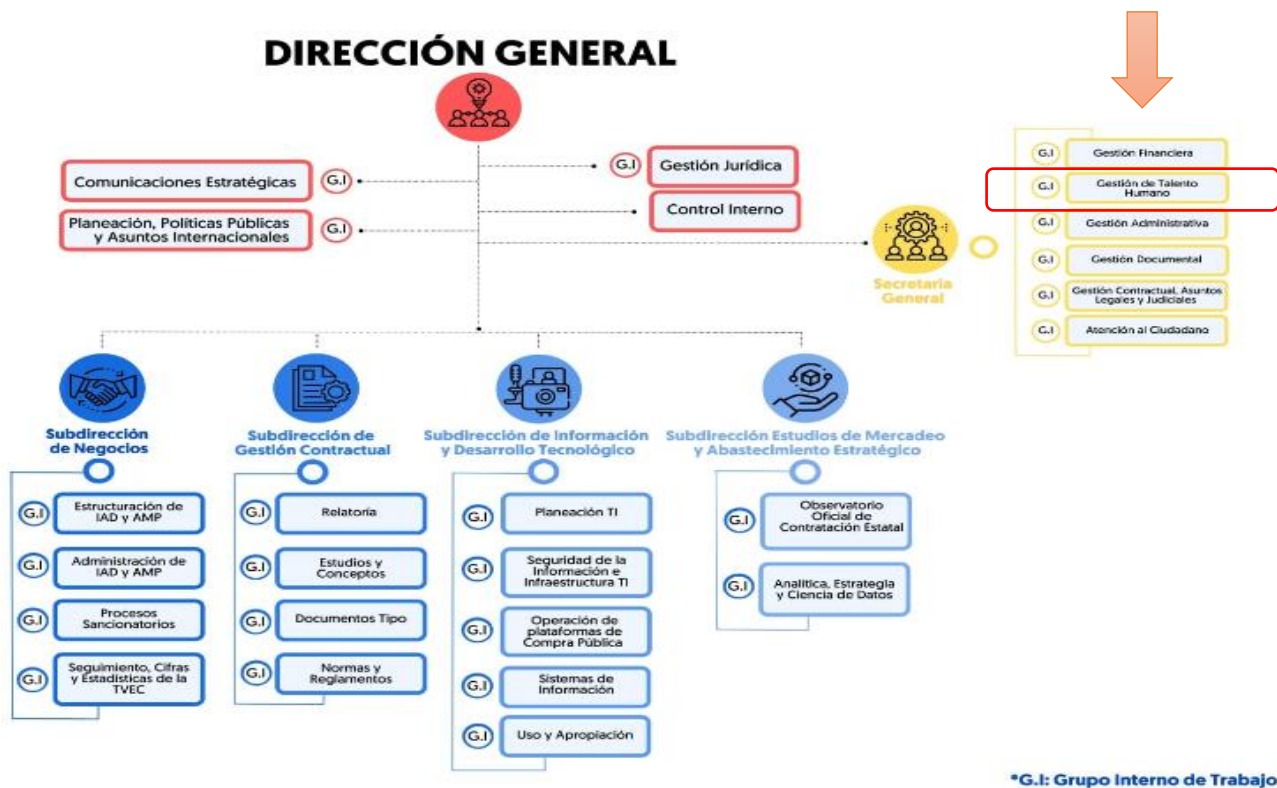 DIRECCIÓN GENERAL
Comunicaciones Estratégicas
G.I
G.I
Gestión Jurídica
Planeación, Políticas Públicas
y Asuntos Internacionales
G.I
Control Interno
Secretaria
General
G.I
Gestión Financiera
G.I
Gestión de Talento
Humano
G.I
Gestión Administrativa
G.I
Gestión Documental
G.I
Gestión Contractual, Asuntos
Legales y Judiciales
G.I
Atención al Ciudadano
Subdirección
de Negocios
G.I
Estructuración de
IAD y AMP
G.I
Administración de
IAD y AMP
G.I
Procesos
Sancionatorios
G.I
Seguimiento, Cifras
y Estadísticas de la
TVEC
Subdirección de
Gestión Contractual
G.I
Relatoría
G.I
Estudios y
Conceptos
G.I
Documentos Tipo
G.I
Normas y
Reglamentos
Subdirección de Información
y Desarrollo Tecnológico
G.I
Planeación TI
G.I
Seguridad de la
Información e
Infraestructura TI
G.I
Operación de
plataformas de
Compra Pública
G.I
Sistemas de
Información
G.I
Uso y Apropiación
Subdirección Estudios de Mercadeo
y Abastecimiento Estratégico
G.I
Observatorio
Oficial de
Contratación Estatal
G.I
Analítica, Estrategia
y Ciencia de Datos
*G.I: Grupo Interno de Trabajo